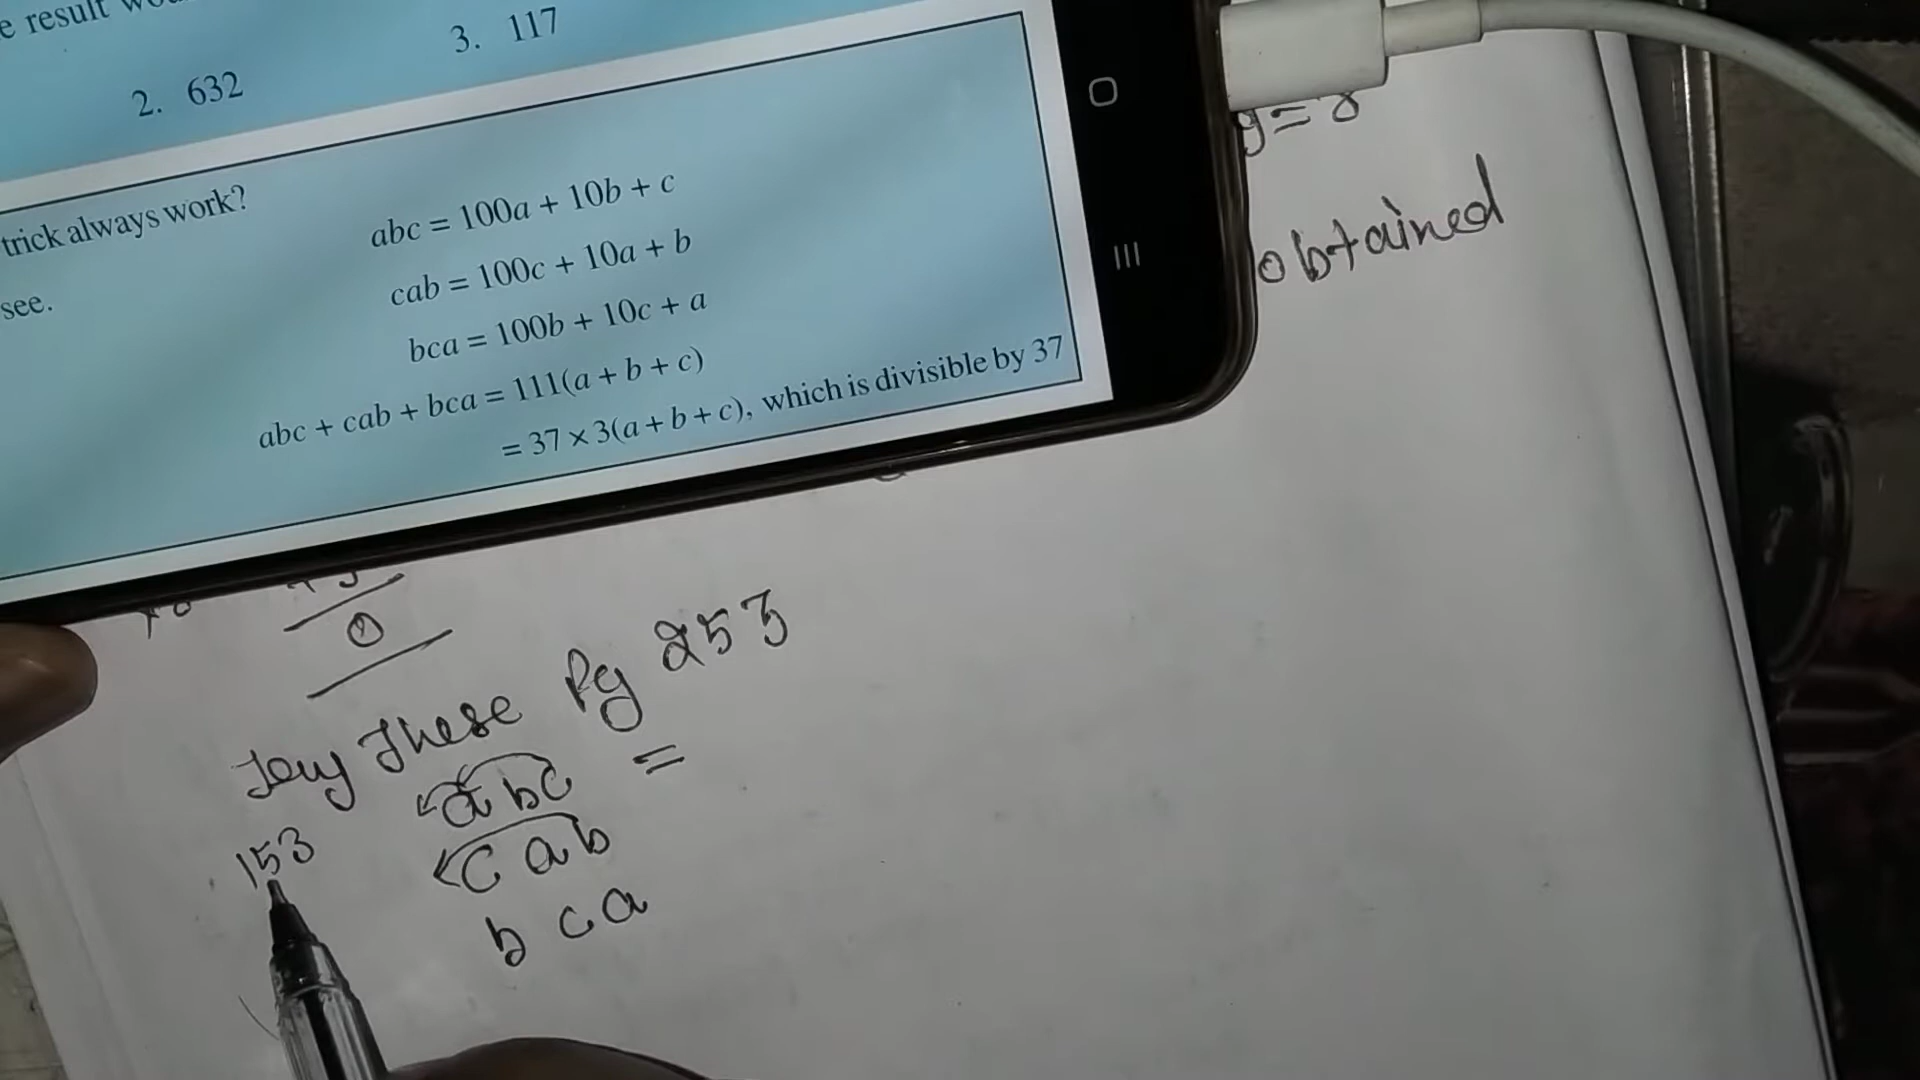 e result
3. 117
2. 632
trick always work?
see.
abc = 100a + 10b + c
cab = 100c + 10a + b
bca = 100b + 10c + a
abc + cab + bca = 111(a + b + c)
= 37 × 3(a + b + c), which is divisible by 37
y = 8
obtained
0
These Pg 253
153
abc =
cab
bca